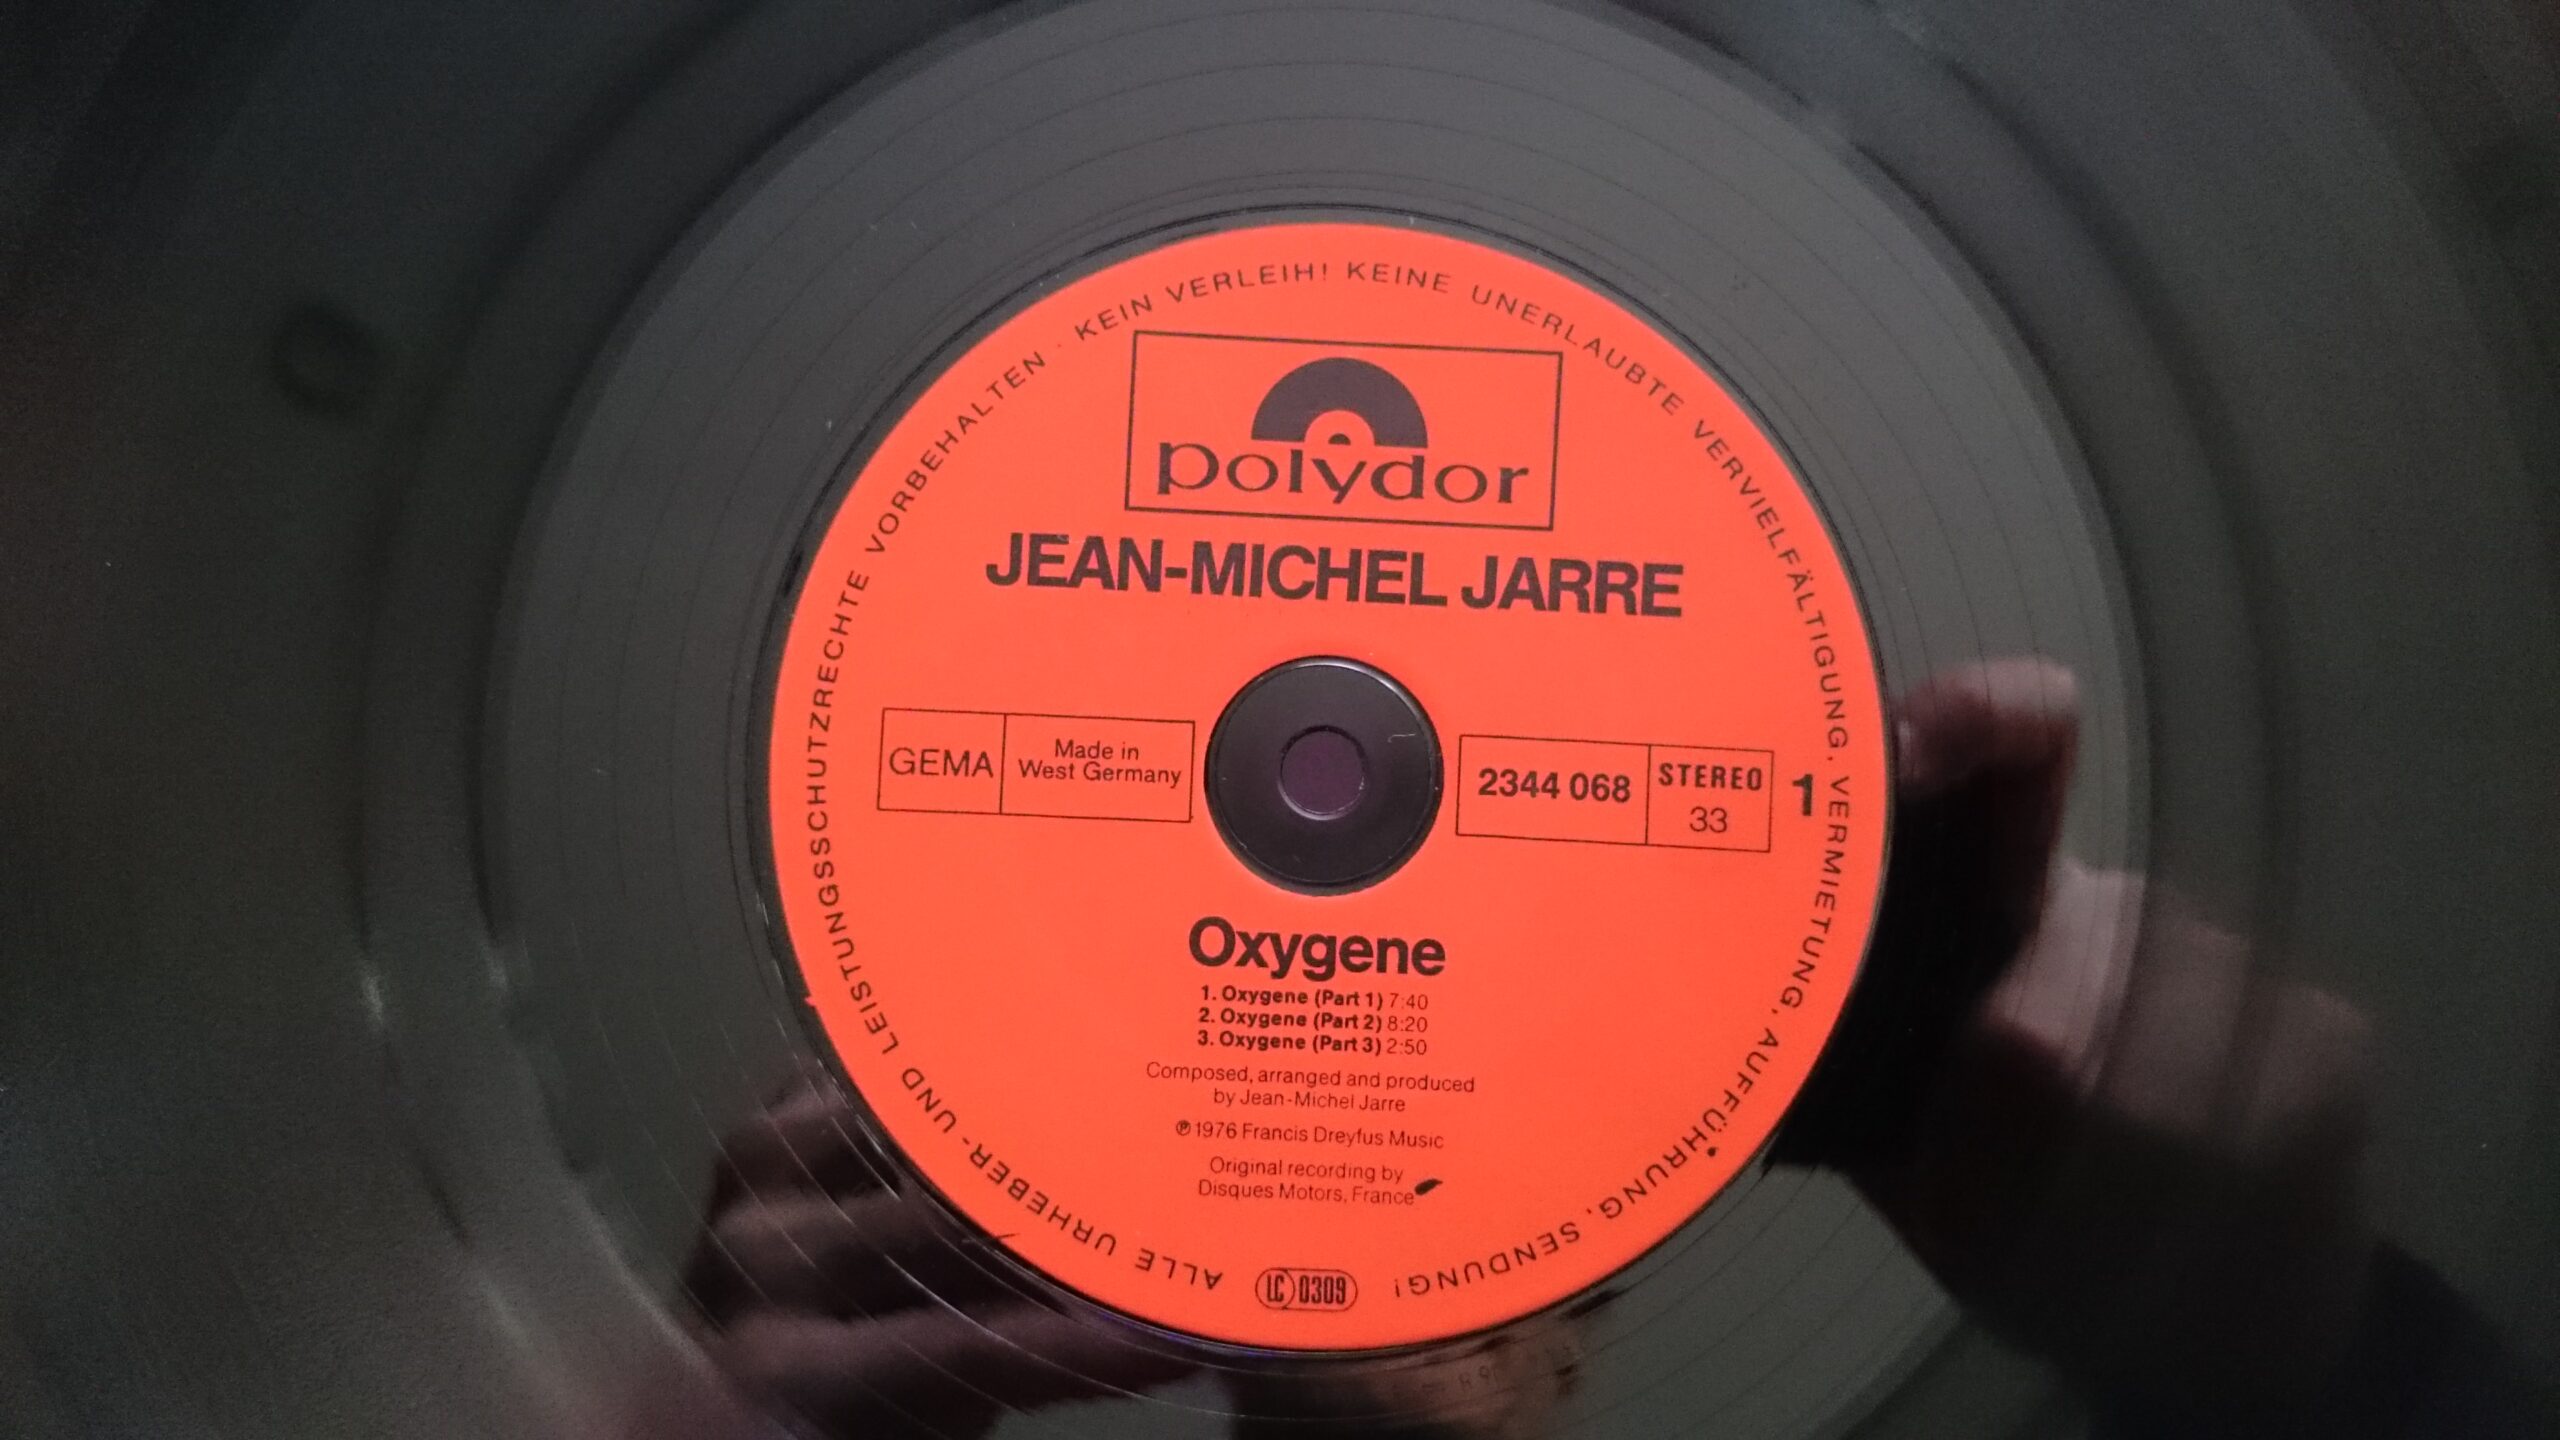 ALLE URHEBER- UND LEISTUNGSSCHUTZRECHTE VORBEHALTEN · KEIN VERLEIH! KEINE UNERLAUBTE VERVIELFÄLTIGUNG, VERMIETUNG, AUFFÜHRUNG, SENDUNG!
polydor
JEAN-MICHEL JARRE
GEMA
Made in
West Germany
2344 068
STEREO
33
1
Oxygene
1. Oxygene (Part 1) 7:40
2. Oxygene (Part 2) 8:20
3. Oxygene (Part 3) 2:50
Composed, arranged and produced
by Jean-Michel Jarre
℗ 1976 Francis Dreyfus Music
Original recording by
Disques Motors, France
LC 0309